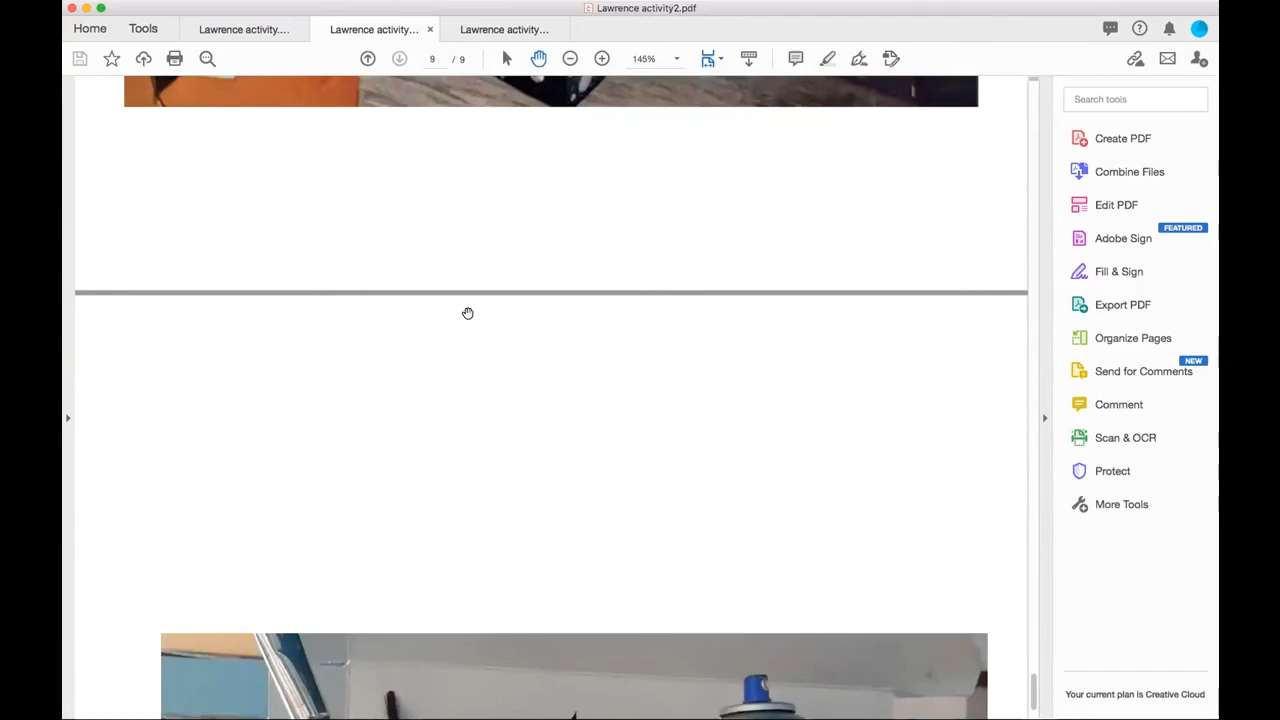 Lawrence activity2.pdf
Home
Tools
Lawrence activity....
Lawrence activity...
Lawrence activity...
9 / 9
145%
Search tools
Create PDF
Combine Files
Edit PDF
FEATURED
Adobe Sign
Fill & Sign
Export PDF
Organize Pages
NEW
Send for Comments
Comment
Scan & OCR
Protect
More Tools
Your current plan is Creative Cloud